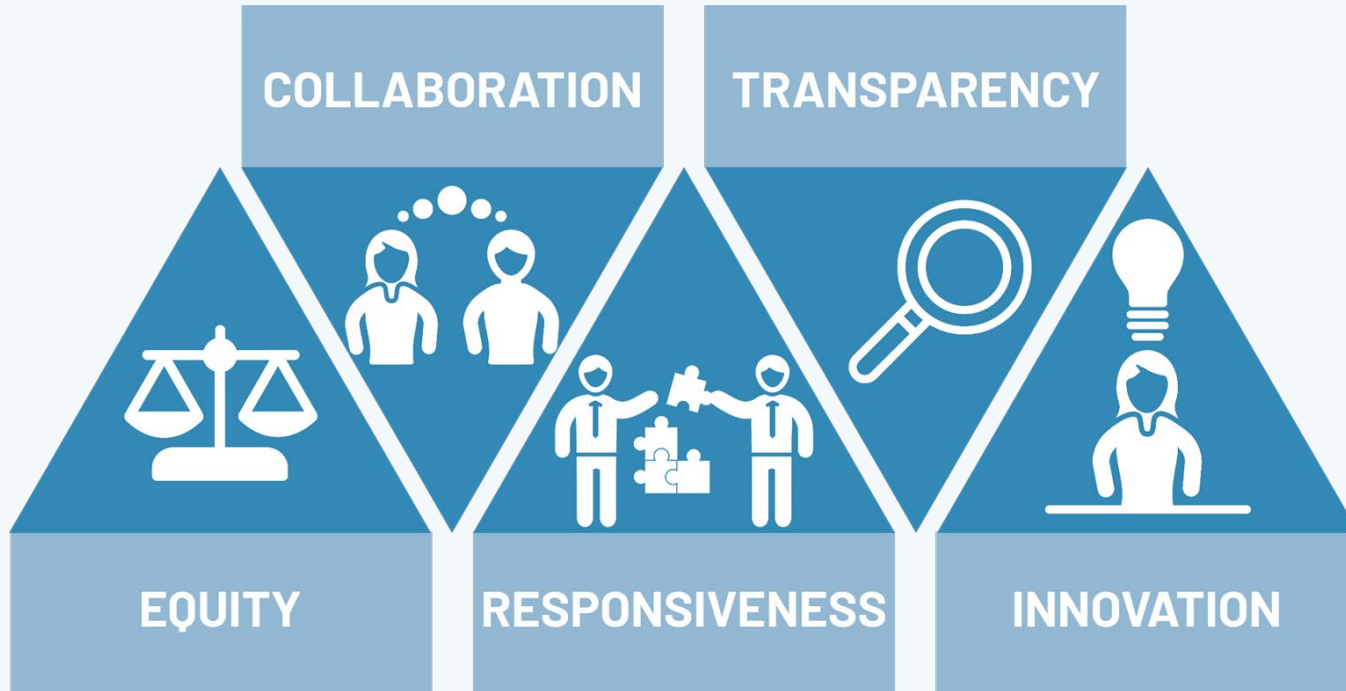 COLLABORATION
TRANSPARENCY
EQUITY
RESPONSIVENESS
INNOVATION